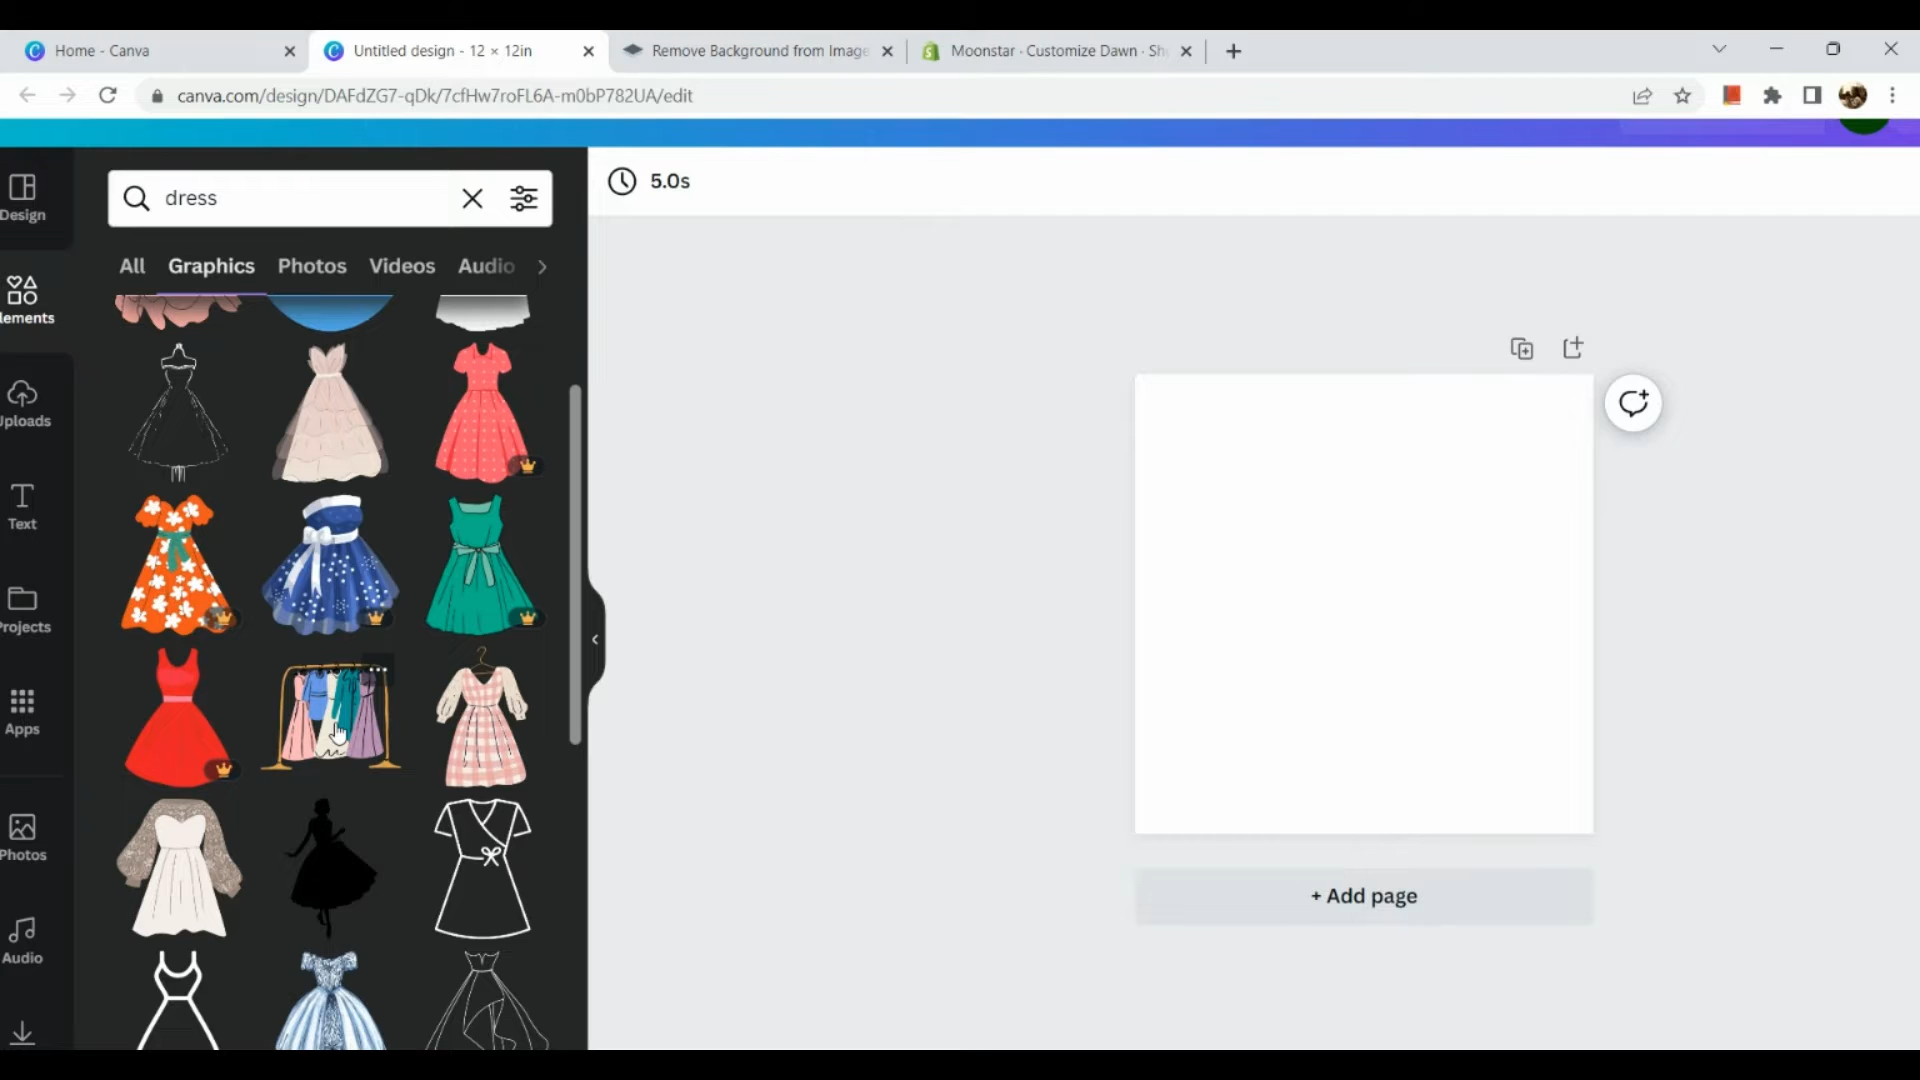 Home - Canva
Untitled design - 12 × 12in
Remove Background from Image
Moonstar · Customize Dawn · Sh
canva.com/design/DAFdZG7-qDk/7cfHw7roFL6A-m0bP782UA/edit
Design
lements
Uploads
Text
Projects
Apps
Photos
Audio
dress
All Graphics Photos Videos Audio
5.0s
+ Add page